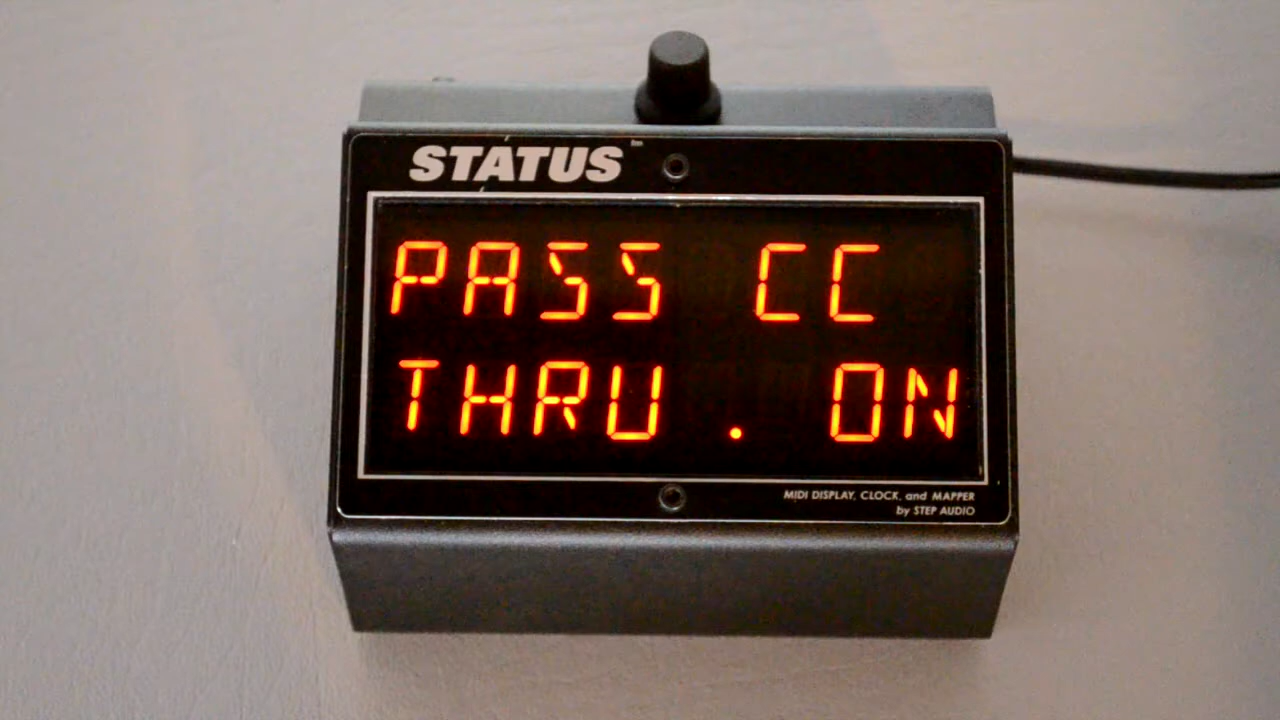 STATUS
PASS CC
THRU . ON
MIDI DISPLAY, CLOCK, and MAPPER
by STEP AUDIO